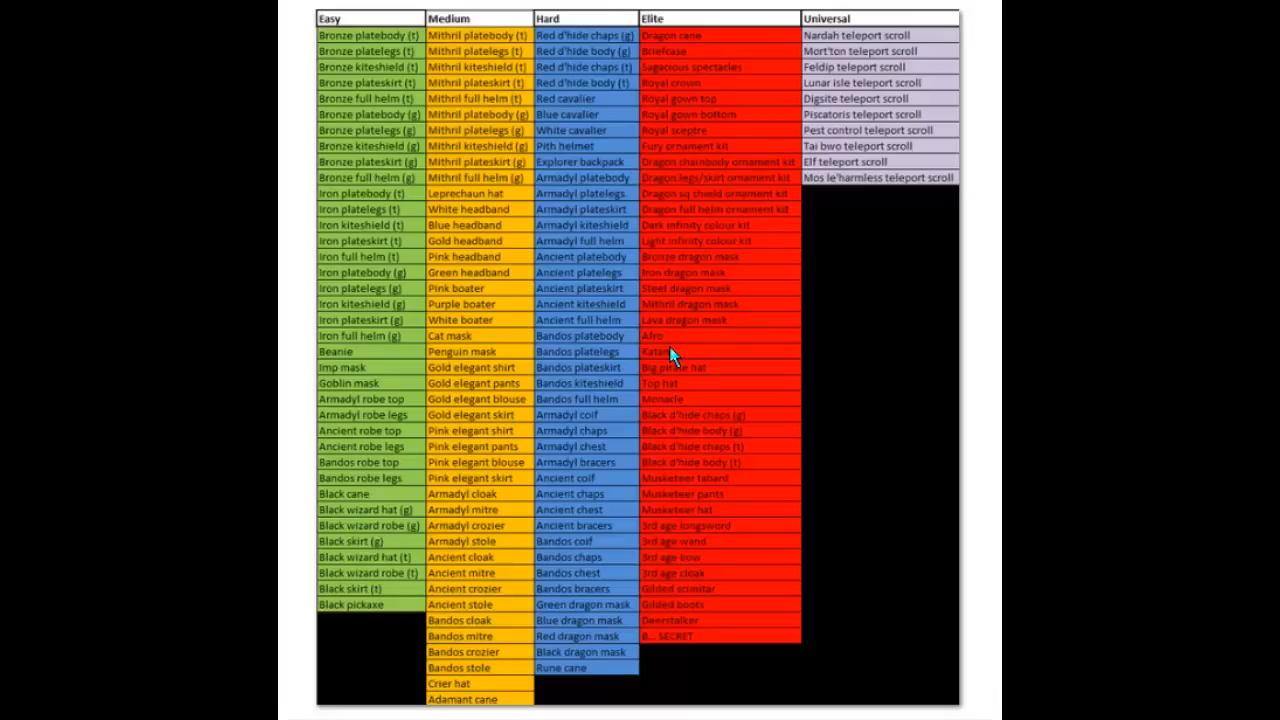 Easy Medium Hard Elite Universal
Bronze platebody (t) Mithril platebody (t) Red d'hide chaps (g) Dragon cane Nardah teleport scroll
Bronze platelegs (t) Mithril platelegs (t) Red d'hide body (g) Briefcase Mort'ton teleport scroll
Bronze kiteshield (t) Mithril kiteshield (t) Red d'hide chaps (t) Sagacious spectacles Feldip teleport scroll
Bronze plateskirt (t) Mithril plateskirt (t) Red d'hide body (t) Royal crown Lunar isle teleport scroll
Bronze full helm (t) Mithril full helm (t) Red cavalier Royal gown top Digsite teleport scroll
Bronze platebody (g) Mithril platebody (g) Blue cavalier Royal gown bottom Piscatoris teleport scroll
Bronze platelegs (g) Mithril platelegs (g) White cavalier Royal sceptre Pest control teleport scroll
Bronze kiteshield (g) Mithril kiteshield (g) Pith helmet Fury ornament kit Tai bwo teleport scroll
Bronze plateskirt (g) Mithril plateskirt (g) Explorer backpack Dragon chainbody ornament kit Elf teleport scroll
Bronze full helm (g) Mithril full helm (g) Armadyl platebody Dragon legs/skirt ornament kit Mos le'harmless teleport scroll
Iron platebody (t) Leprechaun hat Armadyl platelegs Dragon sq shield ornament kit
Iron platelegs (t) White headband Armadyl plateskirt Dragon full helm ornament kit
Iron kiteshield (t) Blue headband Armadyl kiteshield Dark infinity colour kit
Iron plateskirt (t) Gold headband Armadyl full helm Light infinity colour kit
Iron full helm (t) Pink headband Ancient platebody Bronze dragon mask
Iron platebody (g) Green headband Ancient platelegs Iron dragon mask
Iron platelegs (g) Pink boater Ancient plateskirt Steel dragon mask
Iron kiteshield (g) Purple boater Ancient kiteshield Mithril dragon mask
Iron plateskirt (g) White boater Ancient full helm Lava dragon mask
Iron full helm (g) Cat mask Bandos platebody Afro
Beanie Penguin mask Bandos platelegs
Imp mask Gold elegant shirt Bandos plateskirt Big pirate hat
Goblin mask Gold elegant pants Bandos kiteshield Top hat
Armadyl robe top Gold elegant blouse Bandos full helm Monacle
Armadyl robe legs Gold elegant skirt Armadyl coif Black d'hide chaps (g)
Ancient robe top Pink elegant shirt Armadyl chaps Black d'hide body (g)
Ancient robe legs Pink elegant pants Armadyl chest Black d'hide chaps (t)
Bandos robe top Pink elegant blouse Armadyl bracers Black d'hide body (t)
Bandos robe legs Pink elegant skirt Ancient coif Musketeer tabard
Black cane Armadyl cloak Ancient chaps Musketeer pants
Black wizard hat (g) Armadyl mitre Ancient chest Musketeer hat
Black wizard robe (g) Armadyl crozier Ancient bracers 3rd age longsword
Black skirt (g) Armadyl stole Bandos coif 3rd age wand
Black wizard hat (t) Ancient cloak Bandos chaps 3rd age bow
Black wizard robe (t) Ancient mitre Bandos chest 3rd age cloak
Black skirt (t) Ancient crozier Bandos bracers Gilded scimitar
Black pickaxe Ancient stole Green dragon mask Gilded boots
Bandos cloak Blue dragon mask Deerstalker
Bandos mitre Red dragon mask 8... SECRET
Bandos crozier Black dragon mask
Bandos stole Rune cane
Crier hat
Adamant cane